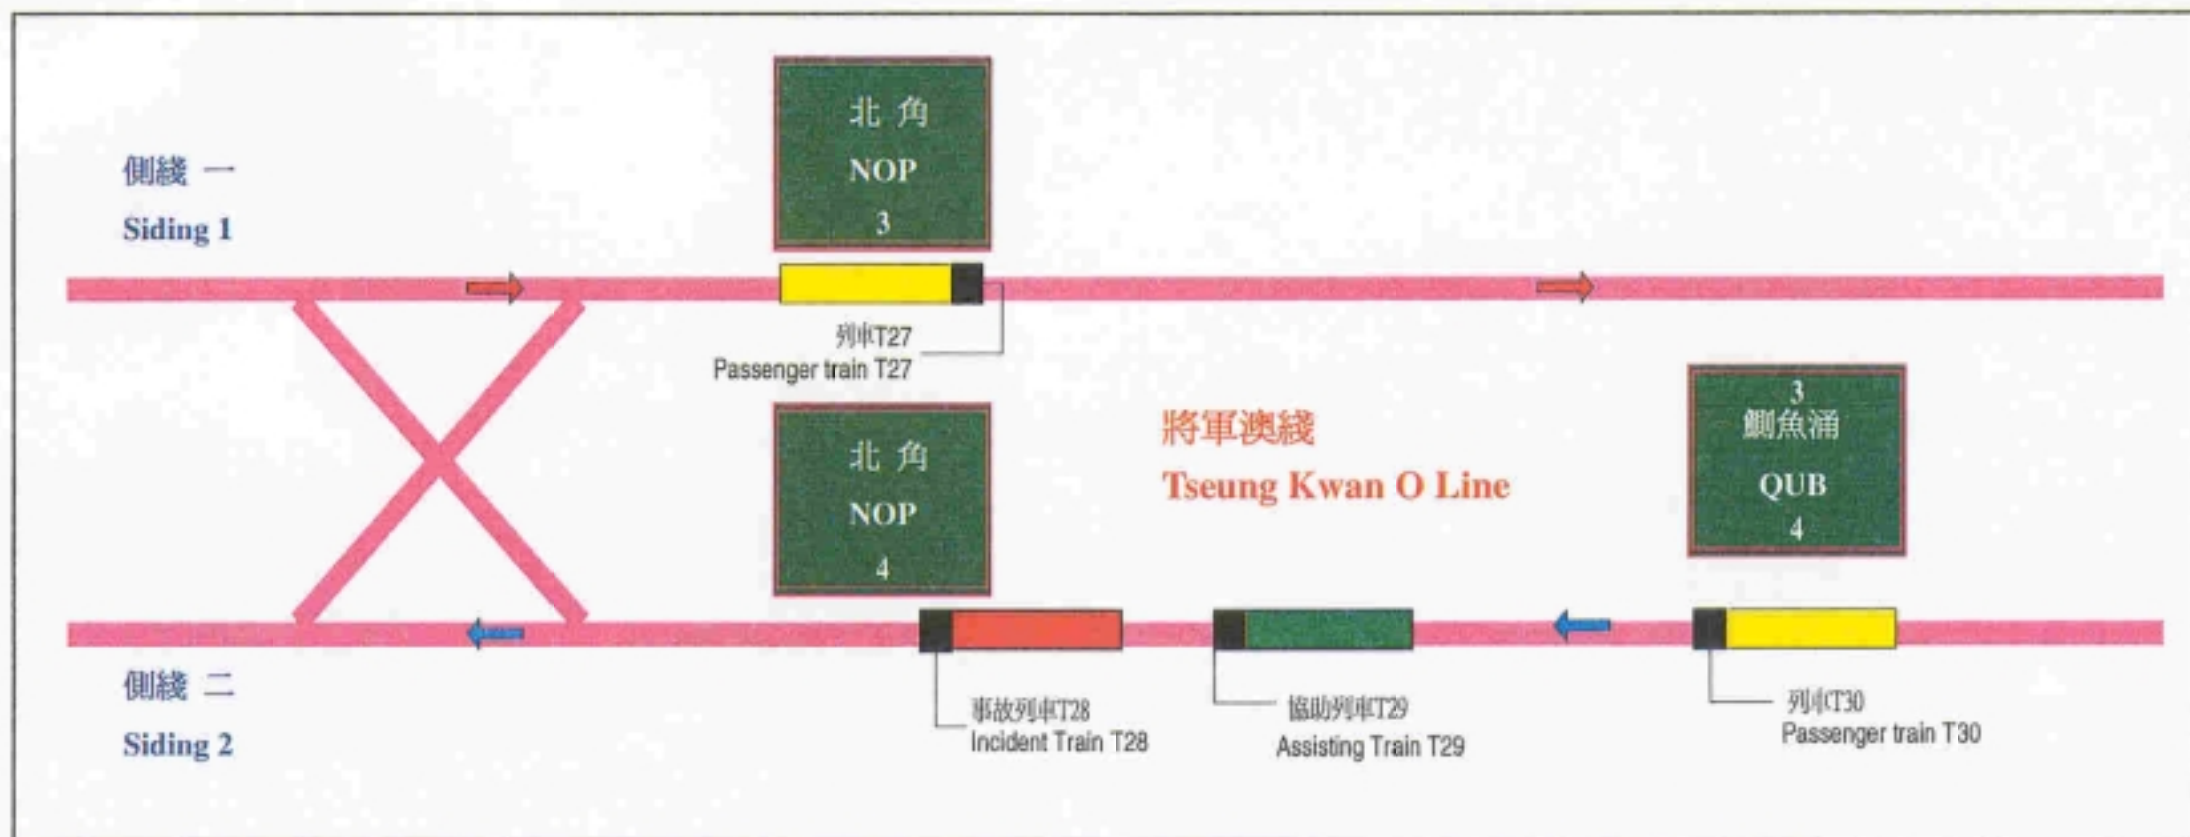 北 角
NOP
3
側綫 一
Siding 1
列車T27
Passenger train T27
3
鰂魚涌
QUB
4
北 角
NOP
4
將軍澳綫
Tseung Kwan O Line
側綫 二
Siding 2
事故列車T28
Incident Train T28
協助列車T29
Assisting Train T29
列車T30
Passenger train T30